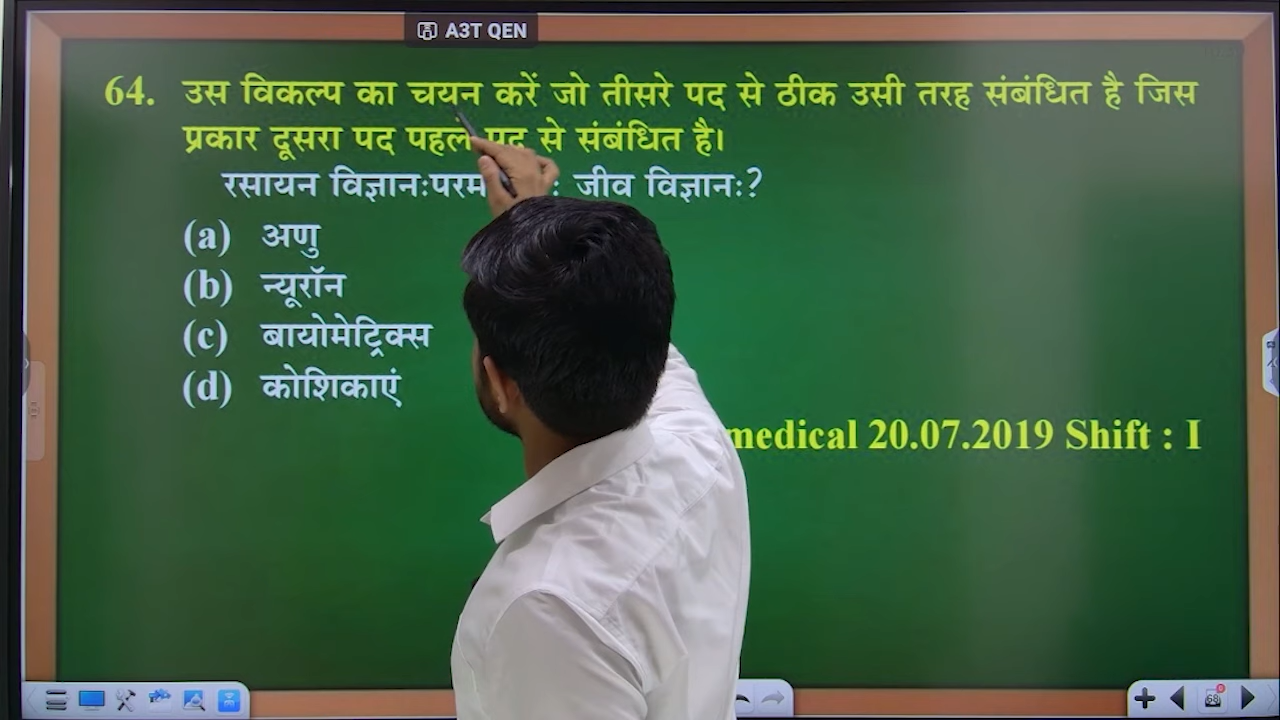 A3T QEN
64. उस विकल्प का चयन करें जो तीसरे पद से ठीक उसी तरह संबंधित है जिस
प्रकार दूसरा पद पहले पद से संबंधित है।
रसायन विज्ञानः : जीव विज्ञानः?
(a) अणु
(b) न्यूरॉन
(c) बायोमेट्रिक्स
(d) कोशिकाएं
medical 20.07.2019 Shift : I
68